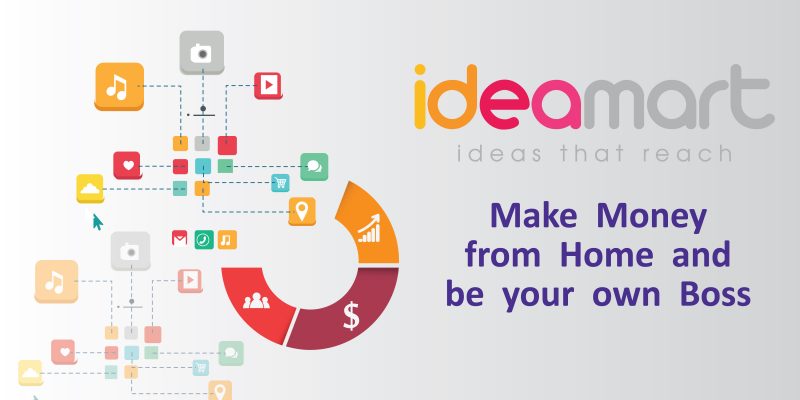 ideamart
ideas that reach
Make Money
from Home and
be your own Boss
$